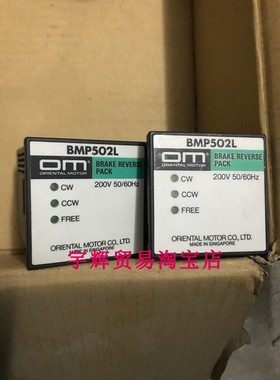 BMP502L
OM
ORIENTAL MOTOR
BRAKE REVERSE
PACK
200V 50/60Hz
CW
CCW
FREE
ORIENTAL MOTOR CO., LTD.
MADE IN SINGAPORE
BMP502L
OM
ORIENTAL MOTOR
BRAKE REVERSE
PACK
200V 50/60Hz
CW
CCW
FREE
ORIENTAL MOTOR CO., LTD.
MADE IN SINGAPORE
宇辉贸易淘宝店